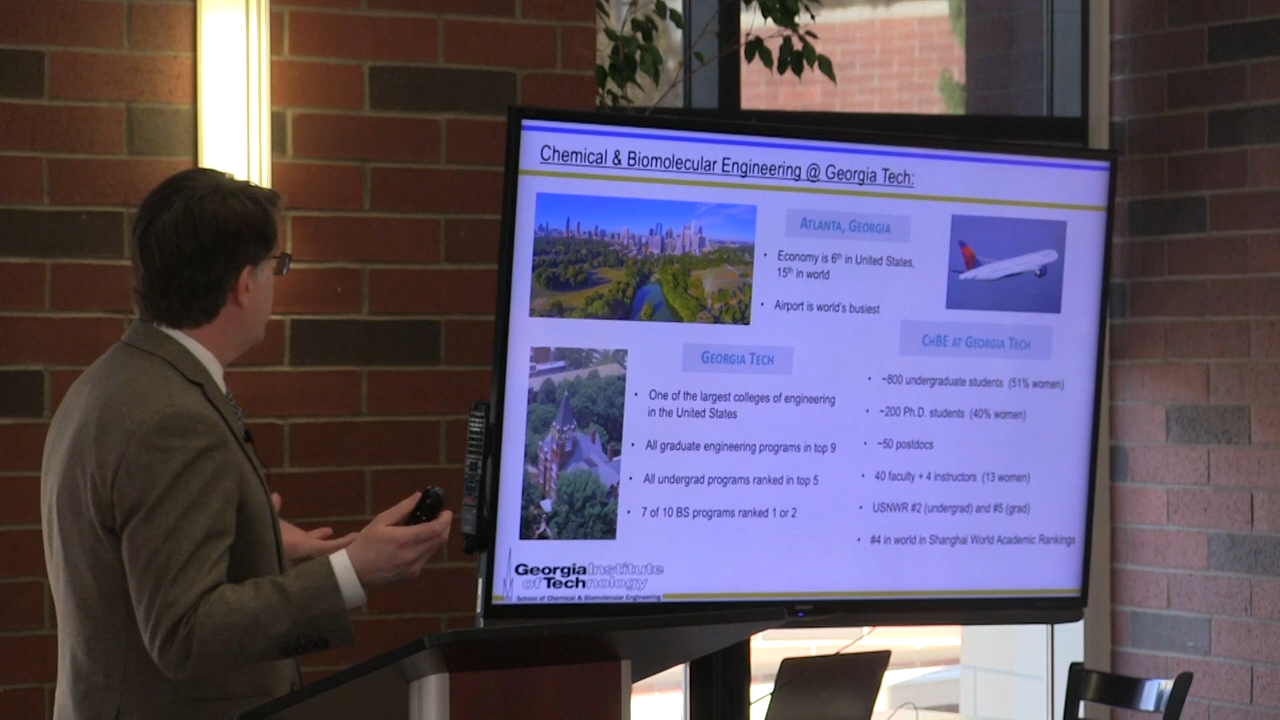 Chemical & Biomolecular Engineering @ Georgia Tech:
ATLANTA, GEORGIA
• Economy is 6th in United States,
15th in world
• Airport is world's busiest
GEORGIA TECH
• One of the largest colleges of engineering
in the United States
• All graduate engineering programs in top 9
• All undergrad programs ranked in top 5
• 7 of 10 BS programs ranked 1 or 2
CHBE AT GEORGIA TECH
• ~800 undergraduate students (51% women)
• ~200 Ph.D. students (40% women)
• ~50 postdocs
• 40 faculty + 4 instructors (13 women)
• USNWR #2 (undergrad) and #5 (grad)
• #4 in world in Shanghai World Academic Rankings
Georgia Institute
of Technology
School of Chemical & Biomolecular Engineering